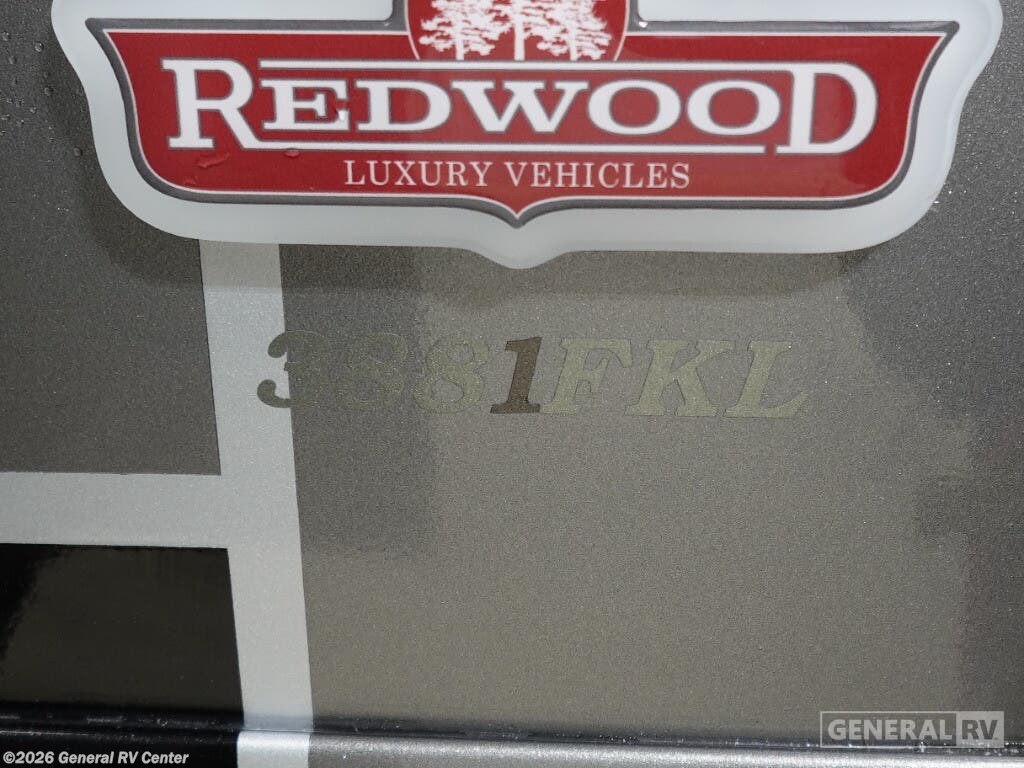 REDWOOD
LUXURY VEHICLES
3881FKL
GENERAL RV
©2026 General RV Center